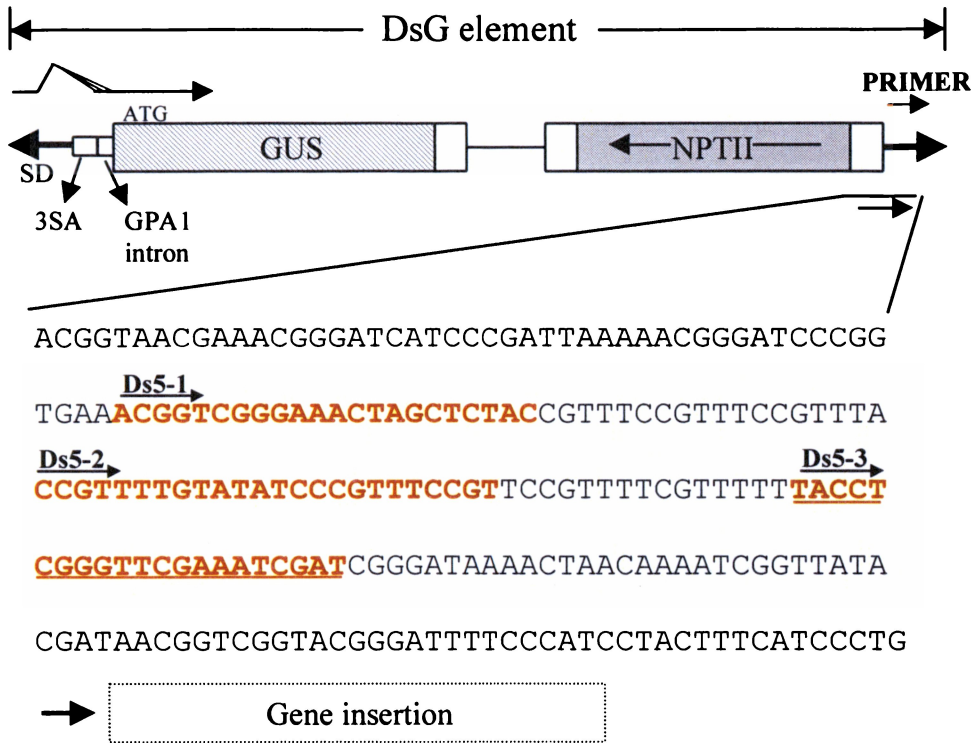 DsG element
PRIMER
ATG
GUS
NPTII
SD
3SA
GPA1
intron
ACGGTAACGAAACGGGATCATCCCGATTAAAAACGGGATCCCGG
Ds5-1
TGAAACGGTCGGGAAACTAGCTCTACCGTTTCCGTTTCCGTTTA
Ds5-2 Ds5-3
CCGTTTTGTATATCCCGTTTCCGTTCCGTTTTCGTTTTTTACCT
CGGGTTCGAAATCGATCGGGATAAAACTAACAAAATCGGTTATA
CGATAACGGTCGGTACGGGATTTTCCCATCCTACTTTCATCCCTG
Gene insertion